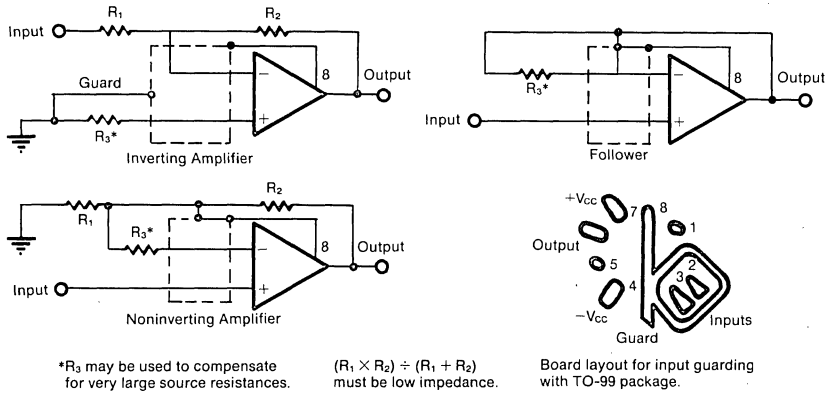 R₁
R₂
Input
Guard
R₃*
8
Output
Inverting Amplifier
R₃*
8
Output
Input
Follower
R₁
R₂
R₃*
8
Output
Input
Noninverting Amplifier
+Vcc
7
8
1
Output
2
5
3
4
−Vcc
Inputs
Guard
*R₃ may be used to compensate
for very large source resistances.
(R₁ × R₂) ÷ (R₁ + R₂)
must be low impedance.
Board layout for input guarding
with TO-99 package.